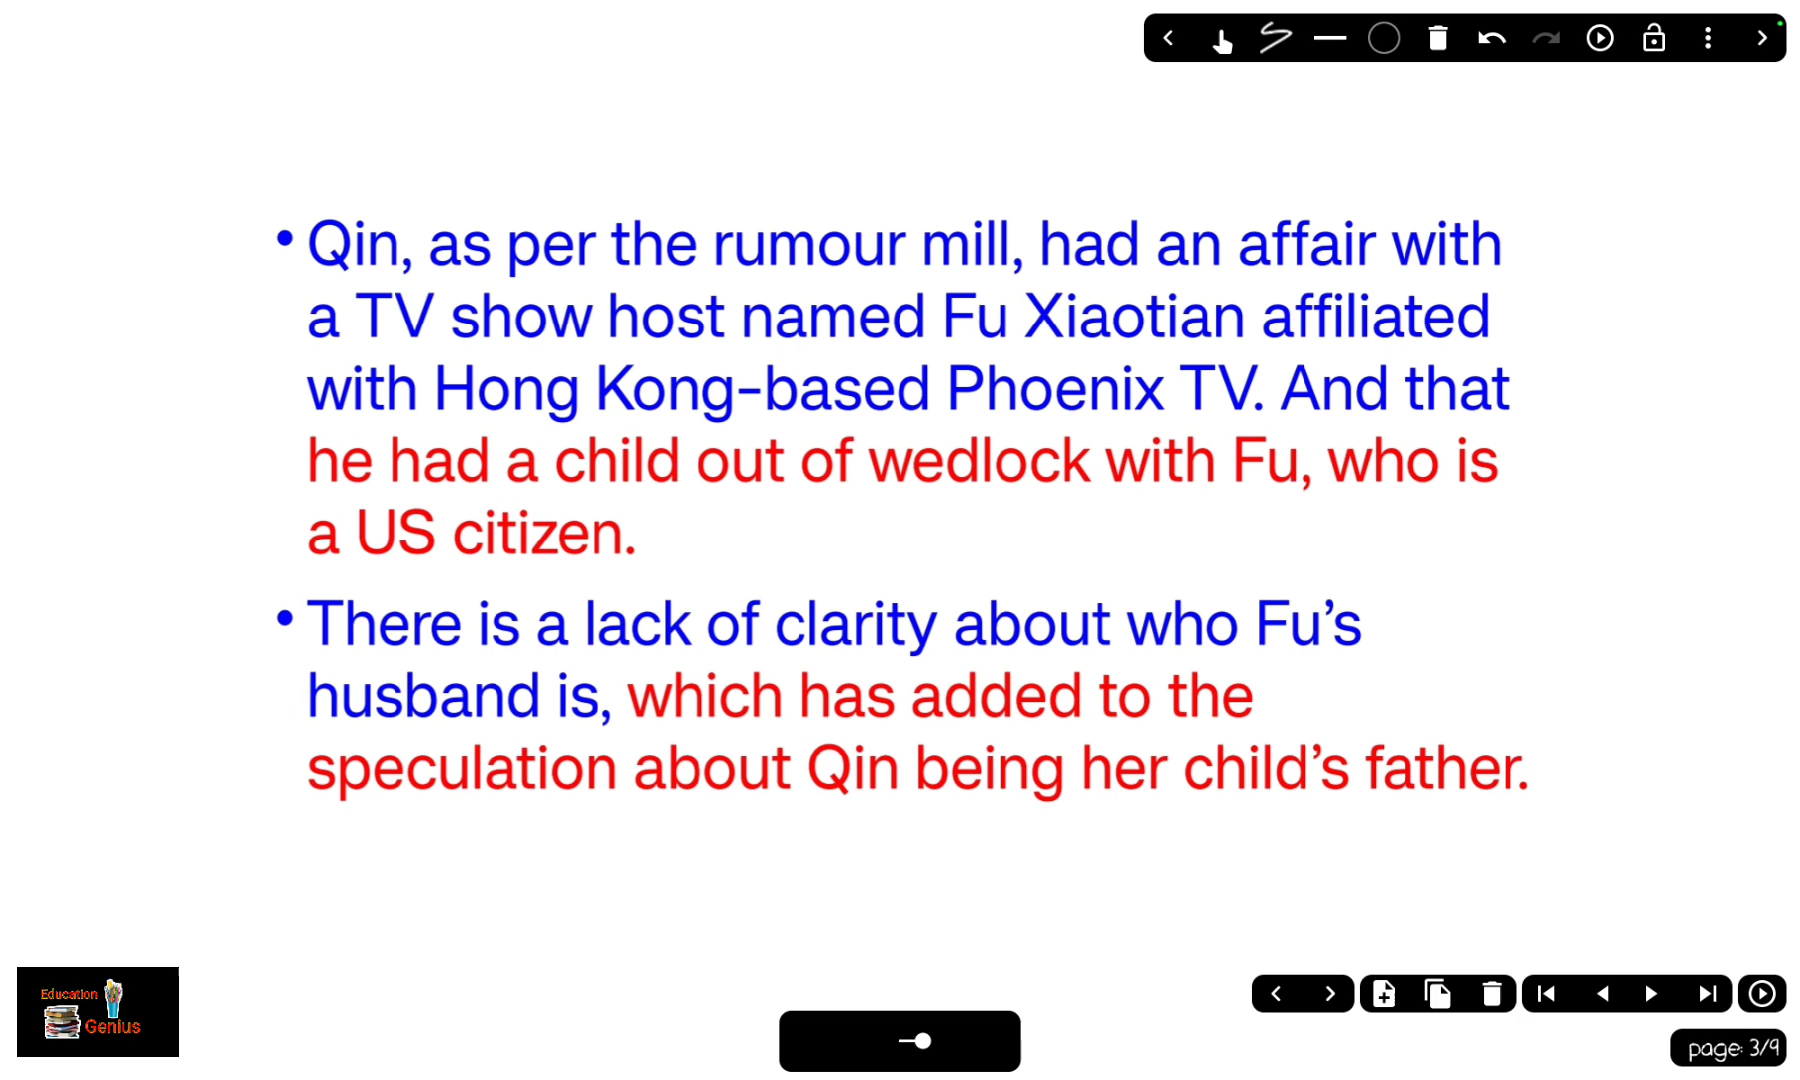 • Qin, as per the rumour mill, had an affair with
a TV show host named Fu Xiaotian affiliated
with Hong Kong-based Phoenix TV. And that
he had a child out of wedlock with Fu, who is
a US citizen.
• There is a lack of clarity about who Fu’s
husband is, which has added to the
speculation about Qin being her child’s father.
Education
Genius
page: 3/9